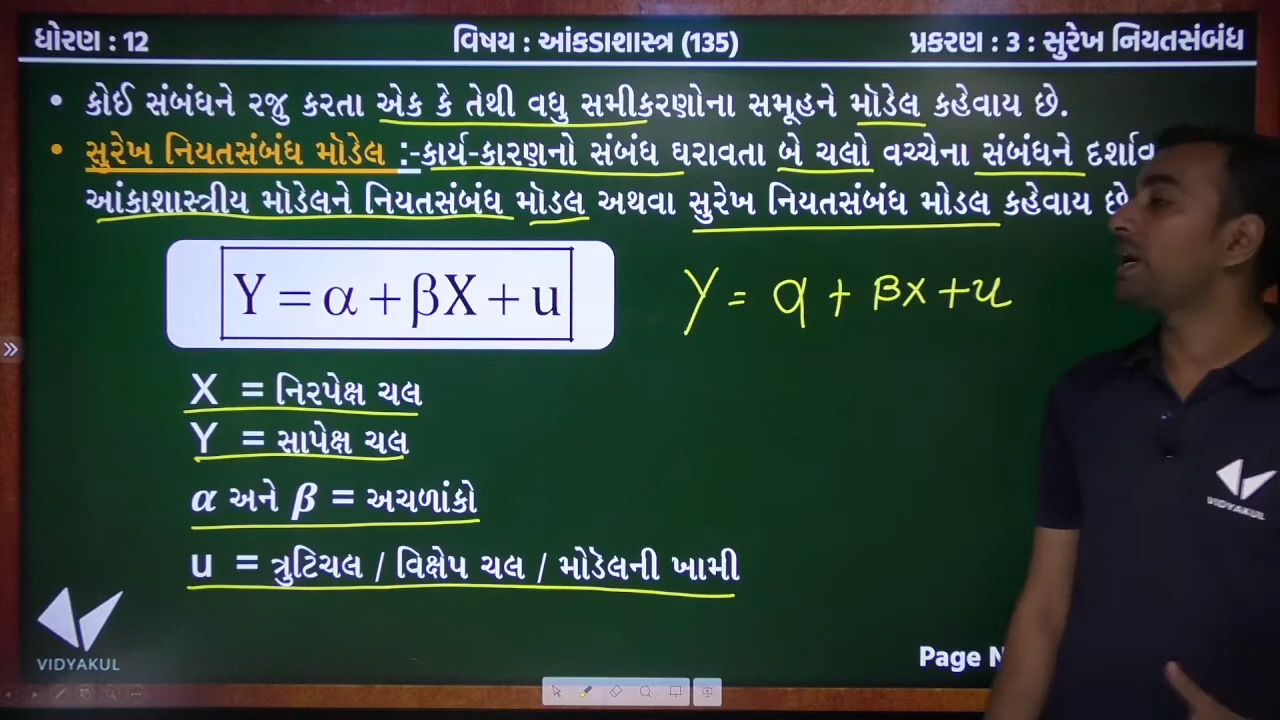 ધોરણ : 12 વિષય : આંકડાશાસ્ત્ર (135) પ્રકરણ : 3 : સુરેખ નિયતસંબંધ
• કોઈ સંબંધને રજુ કરતા એક કે તેથી વધુ સમીકરણોના સમૂહને મૉડેલ કહેવાય છે.
• સુરેખ નિયતસંબંધ મૉડેલ :-કાર્ય-કારણનો સંબંધ ધરાવતા બે ચલો વચ્ચેના સંબંધને
આંકાશાસ્ત્રીય મૉડેલને નિયતસંબંધ મૉડલ અથવા સુરેખ નિયતસંબંધ મોડલ કહેવાય છે
Y = α + βX + u
Y = α + βX + u
X = નિરપેક્ષ ચલ
Y = સાપેક્ષ ચલ
α અને β = અચળાંકો
u = ત્રુટિચલ / વિક્ષેપ ચલ / મોડેલની ખામી
VIDYAKUL
VIDYAKUL
Page